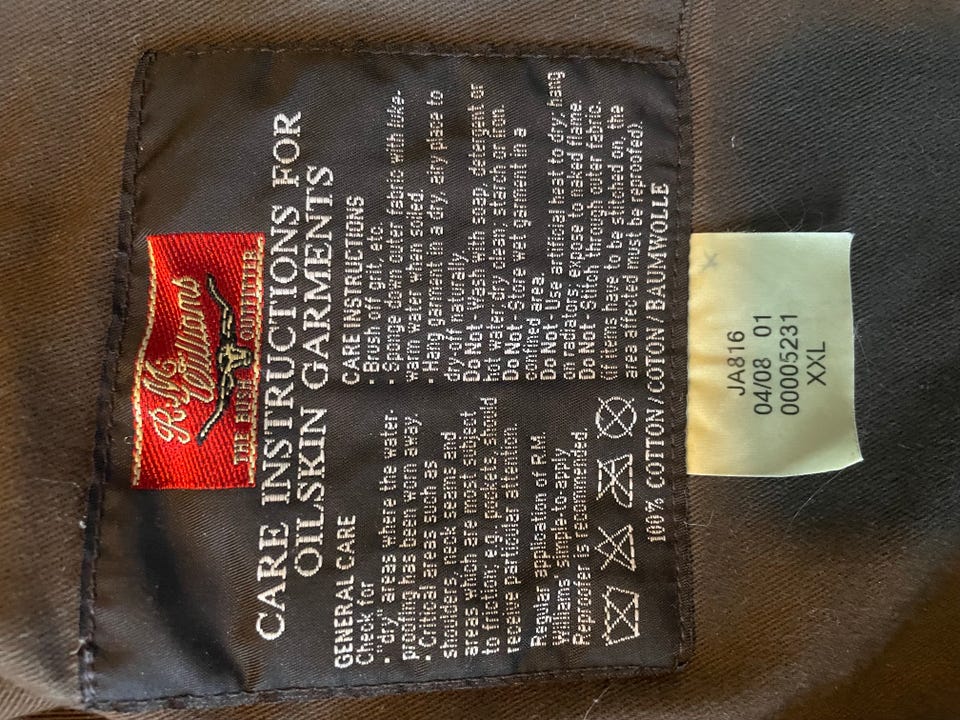 R.M. Williams
THE BUSH OUTFITTER
CARE INSTRUCTIONS FOR
OILSKIN GARMENTS
GENERAL CARE
Check for
• 'dry' areas where the water-
proofing has been worn away.
• Critical areas such as
shoulders, neck seams and
areas which are most subject
to friction, e.g. pockets, should
receive particular attention.
Regular application of R.M.
Williams simple-to-apply
Reproofer is recommended.
CARE INSTRUCTIONS
• Brush off grit, etc.
• Sponge down outer fabric with luke-
warm water when soiled
• Hang garment in a dry, airy place to
dry-off naturally.
Do Not - Wash with soap, detergent or
hot water, dry clean, starch or iron.
Do Not - Store wet garment in a
confined area.
Do Not - Use artificial heat to dry; hang
on radiators, expose to naked flame.
Do Not - Stitch through outer fabric.
(if items have to be stitched on, the
area affected must be reproofed).
100% COTTON / COTON / BAUMWOLLE
JA816
04/08 01
000005231
XXL